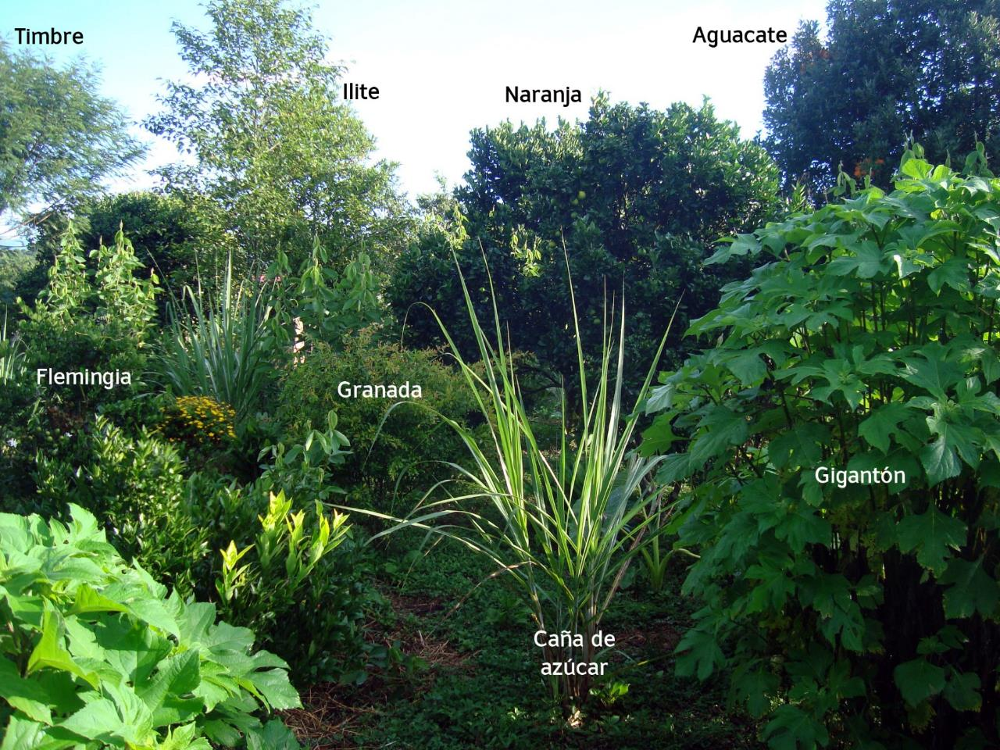 Timbre
Aguacate
Ilite
Naranja
Flemingia
Granada
Gigantón
Caña de
azúcar